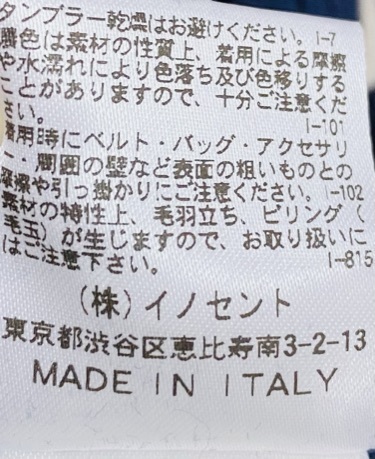 タンブラー乾燥はお避けください。 I-7
濃色は素材の性質上、着用による摩擦
や水濡れにより色落ち及び色移りする
ことがありますので、十分ご注意くだ
さい。 I-101
着用時にベルト・バッグ・アクセサリ
ー・周囲の壁など表面の粗いものとの
摩擦や引っ掛かりにご注意ください。I-102
素材の特性上、毛羽立ち、ピリング（
毛玉）が生じますので、お取り扱いに
はご注意下さい。 I-815
（株）イノセント
東京都渋谷区恵比寿南3-2-13
MADE IN ITALY